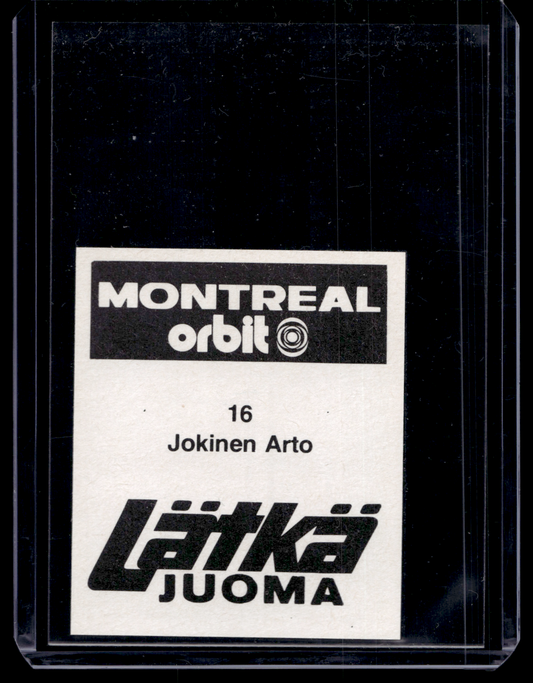 MONTREAL
orbit
16
Jokinen Arto
Lätkä
JUOMA